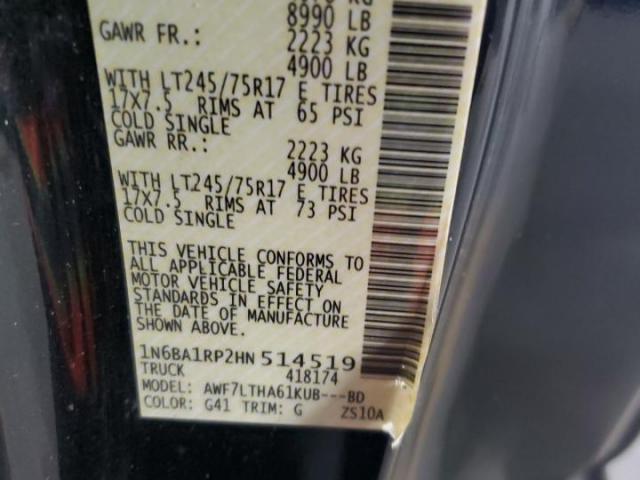 8990 LB
GAWR FR.: 2223 KG
4900 LB
WITH LT245/75R17 E TIRES
17X7.5 RIMS AT 65 PSI
COLD SINGLE
GAWR RR.: 2223 KG
4900 LB
WITH LT245/75R17 E TIRES
17X7.5 RIMS AT 73 PSI
COLD SINGLE
THIS VEHICLE CONFORMS TO
ALL APPLICABLE FEDERAL
MOTOR VEHICLE SAFETY
STANDARDS IN EFFECT ON
THE DATE OF MANUFACTURE
SHOWN ABOVE.
1N6BA1RP2HN514519
TRUCK 418174
MODEL: AWF7LTHA61KUB---BD
COLOR: G41 TRIM: G ZS10A